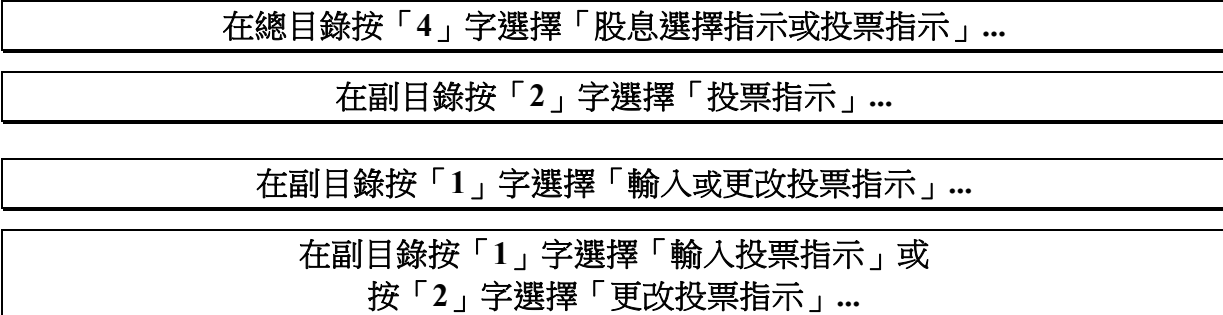 在總目錄按「4」字選擇「股息選擇指示或投票指示」...
在副目錄按「2」字選擇「投票指示」...
在副目錄按「1」字選擇「輸入或更改投票指示」...
在副目錄按「1」字選擇「輸入投票指示」或
按「2」字選擇「更改投票指示」...